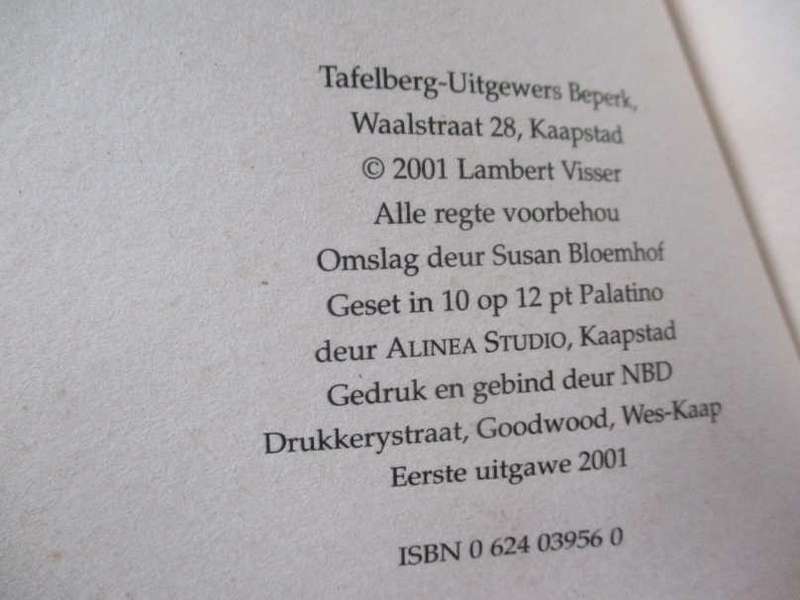 Tafelberg-Uitgewers Beperk,
Waalstraat 28, Kaapstad
© 2001 Lambert Visser
Alle regte voorbehou
Omslag deur Susan Bloemhof
Geset in 10 op 12 pt Palatino
deur ALINEA STUDIO, Kaapstad
Gedruk en gebind deur NBD
Drukkerystraat, Goodwood, Wes-Kaap
Eerste uitgawe 2001
ISBN 0 624 03956 0